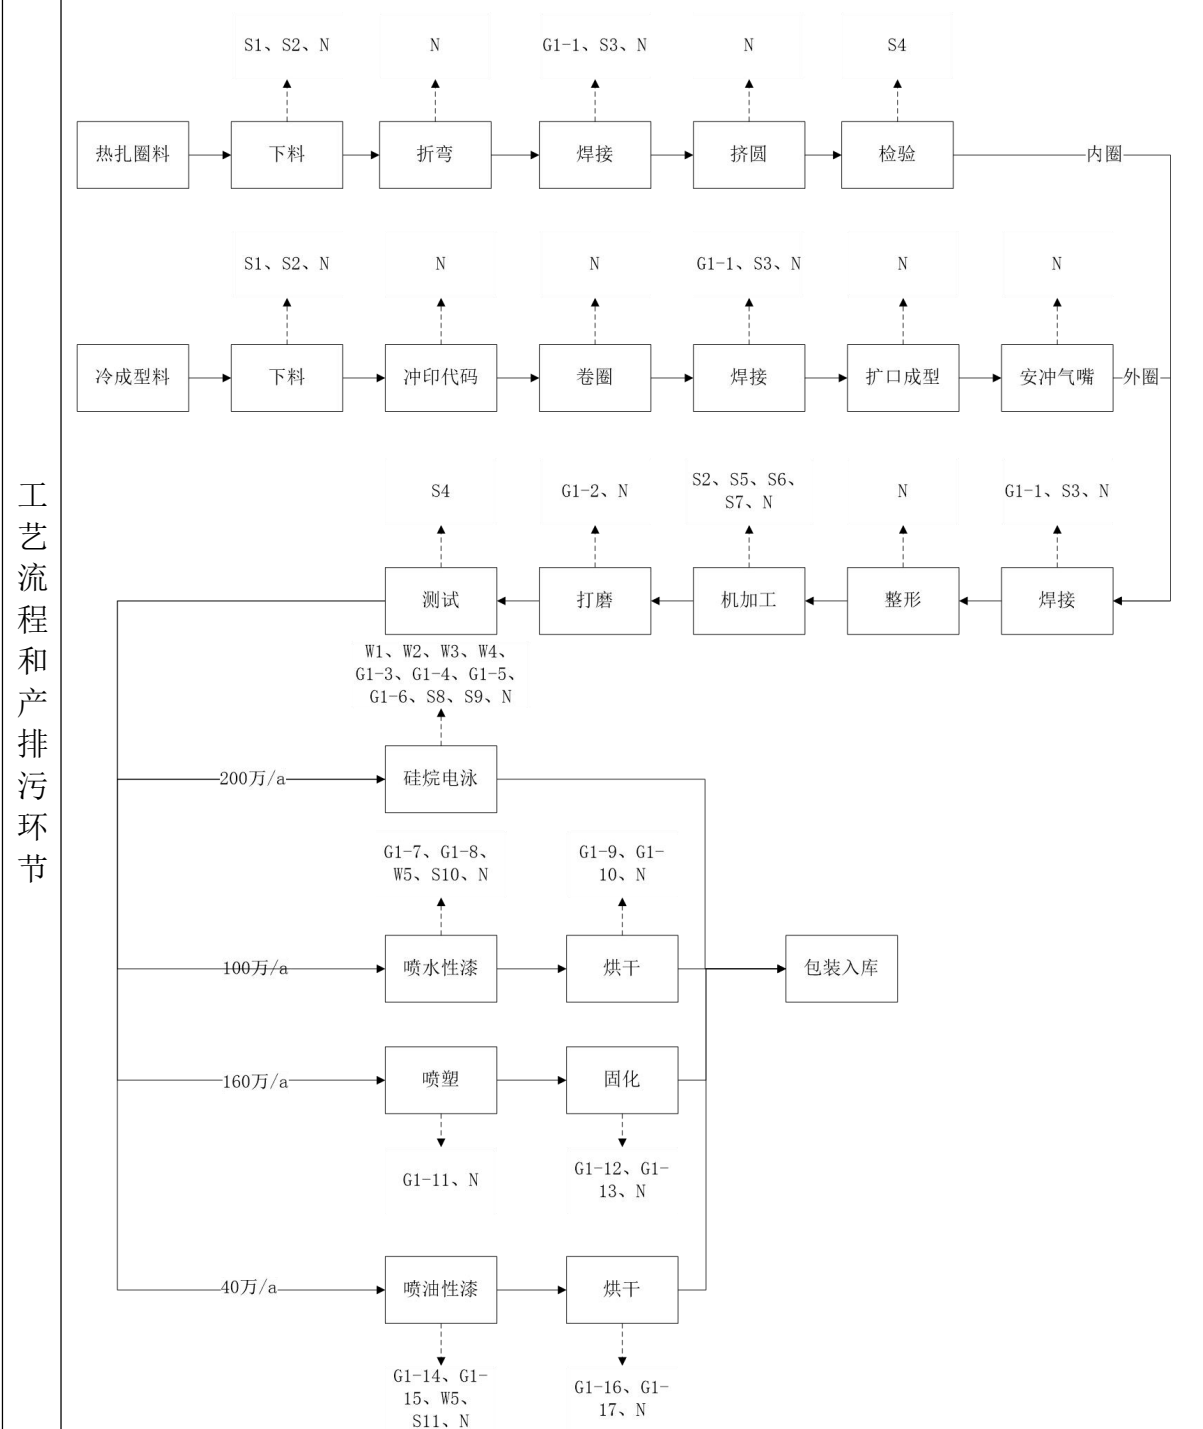 工艺流程和产排污环节
S1、S2、N
N
G1-1、S3、N
N
S4
热扎圈料
下料
折弯
焊接
挤圆
检验
内圈
S1、S2、N
N
N
G1-1、S3、N
N
N
冷成型料
下料
冲印代码
卷圈
焊接
扩口成型
安冲气嘴
外圈
S4
G1-2、N
S2、S5、S6、
S7、N
N
G1-1、S3、N
测试
打磨
机加工
整形
焊接
W1、W2、W3、W4、
G1-3、G1-4、G1-5、
G1-6、S8、S9、N
200万/a
硅烷电泳
G1-7、G1-8、
W5、S10、N
G1-9、G1-
10、N
100万/a
喷水性漆
烘干
包装入库
160万/a
喷塑
固化
G1-11、N
G1-12、G1-
13、N
40万/a
喷油性漆
烘干
G1-14、G1-
15、W5、
S11、N
G1-16、G1-
17、N